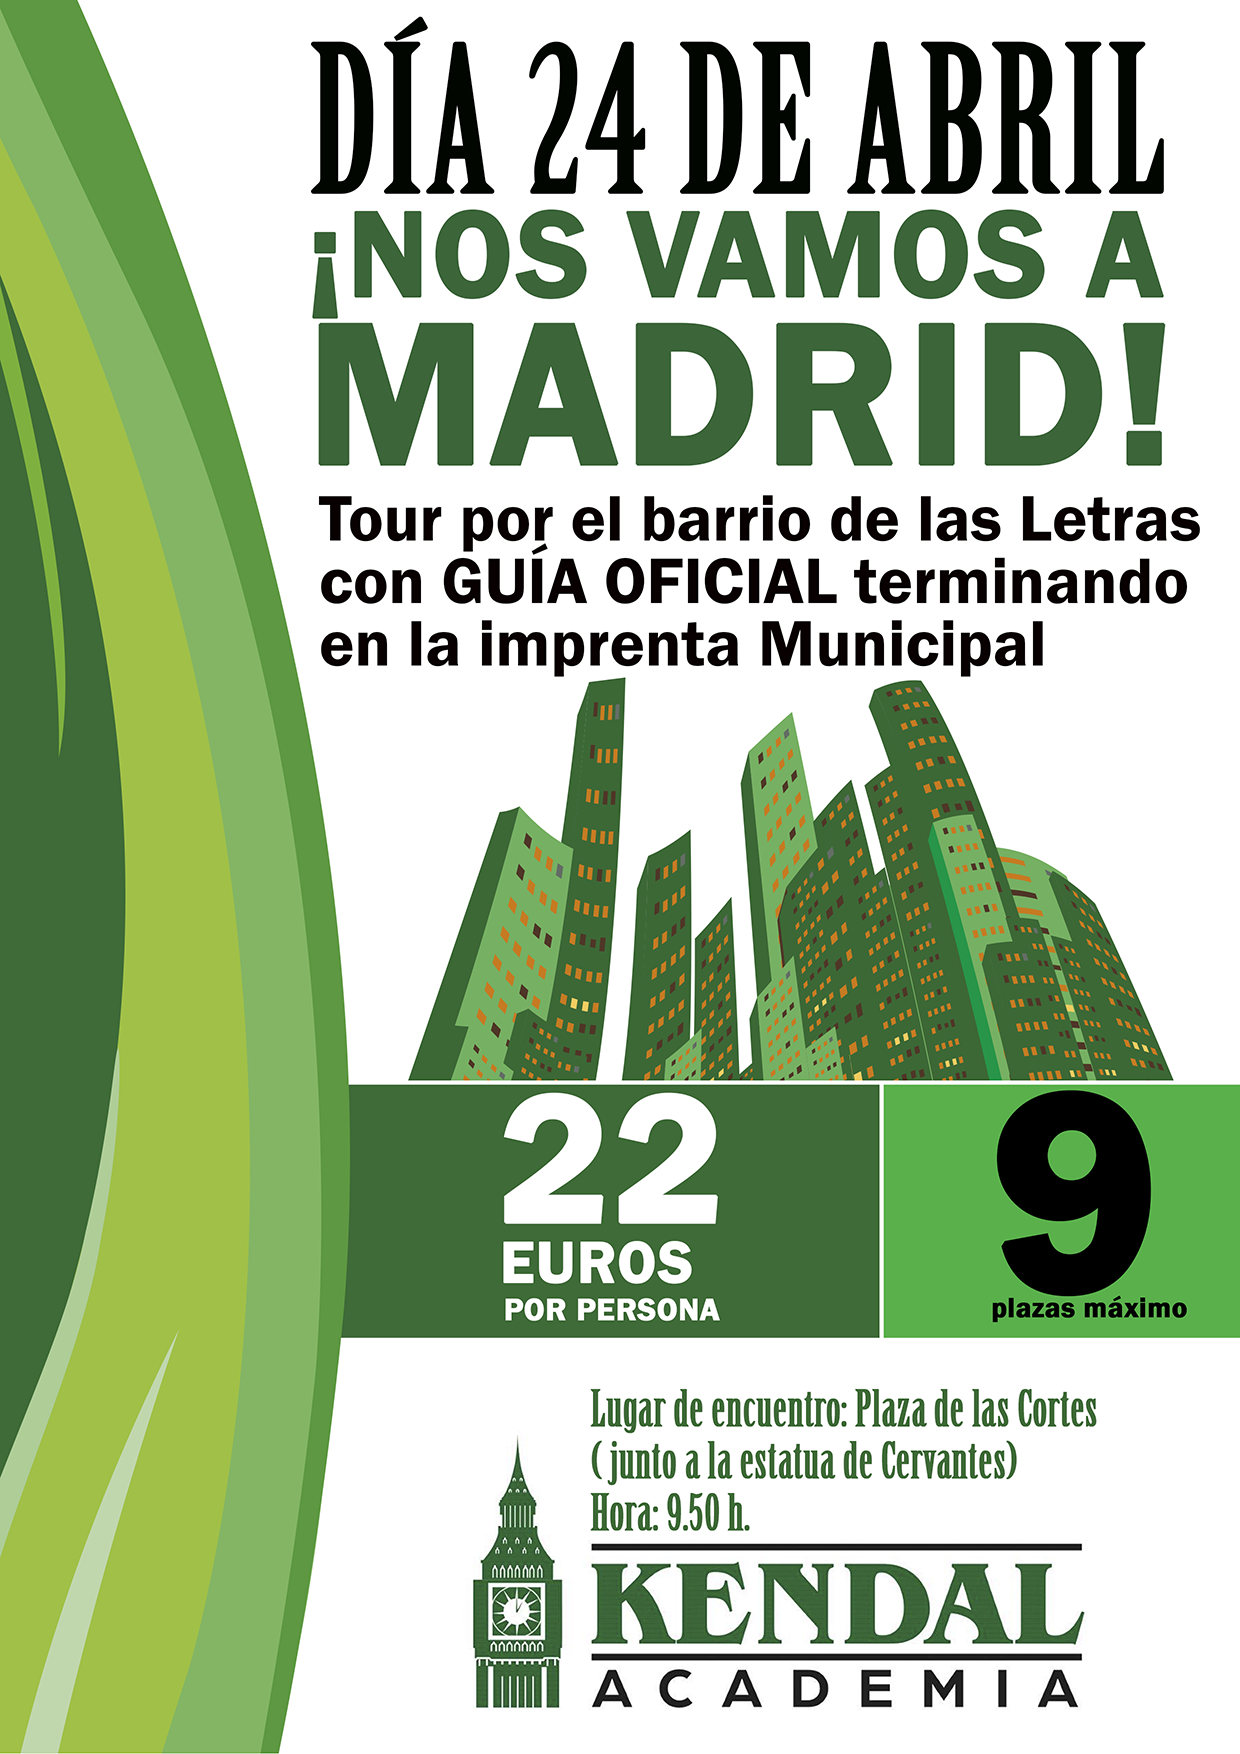 DÍA 24 DE ABRIL
¡NOS VAMOS A
MADRID!
Tour por el barrio de las Letras
con GUÍA OFICIAL terminando
en la imprenta Municipal
22
EUROS
POR PERSONA
9
plazas máximo
Lugar de encuentro: Plaza de las Cortes
( junto a la estatua de Cervantes)
Hora: 9.50 h.
KENDAL
ACADEMIA